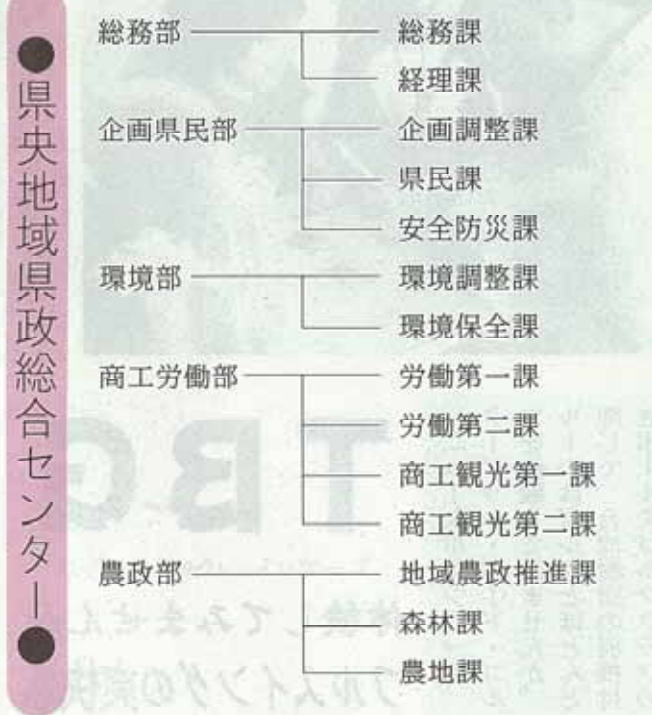 ●県央地域県政総合センター●
総務部 総務課
経理課
企画県民部 企画調整課
県民課
安全防災課
環境部 環境調整課
環境保全課
商工労働部 労働第一課
労働第二課
商工観光第一課
商工観光第二課
農政部 地域農政推進課
森林課
農地課